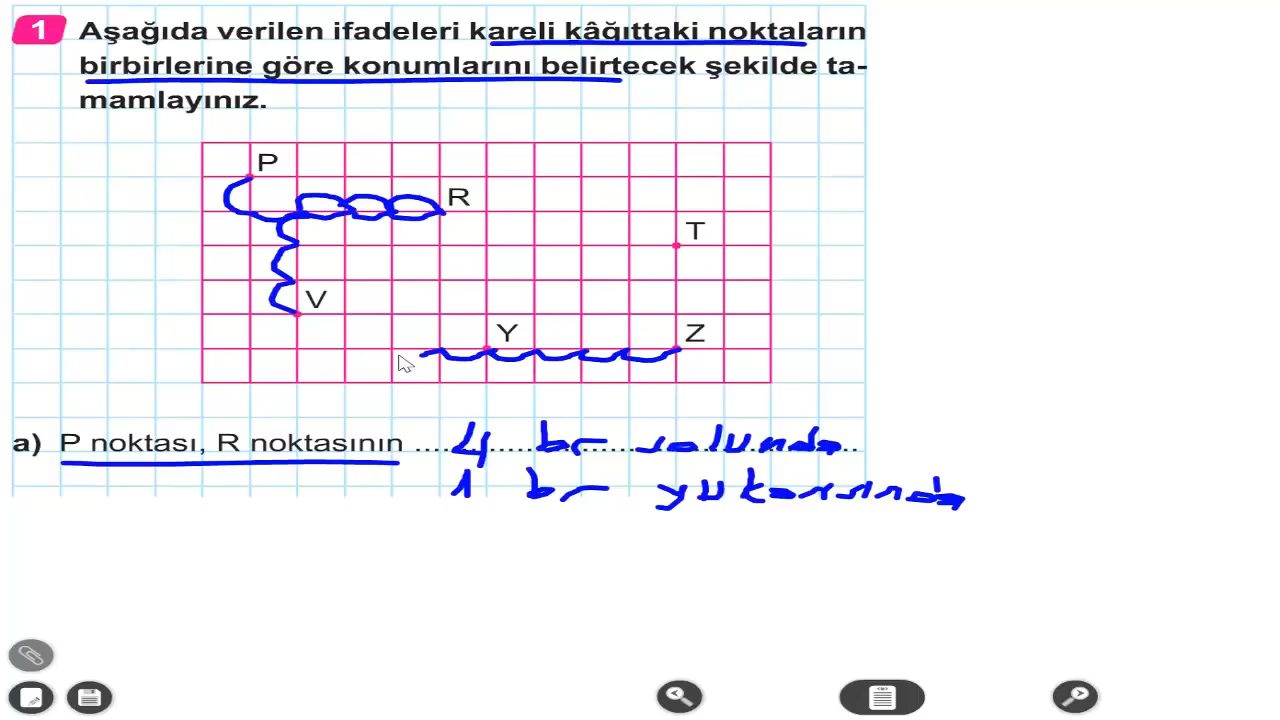 1 Aşağıda verilen ifadeleri kareli kâğıttaki noktaların
birbirlerine göre konumlarını belirtecek şekilde ta-
mamlayınız.
P
R
T
V
Y
Z
a) P noktası, R noktasının .... 4 br solunda
1 br yukarısında